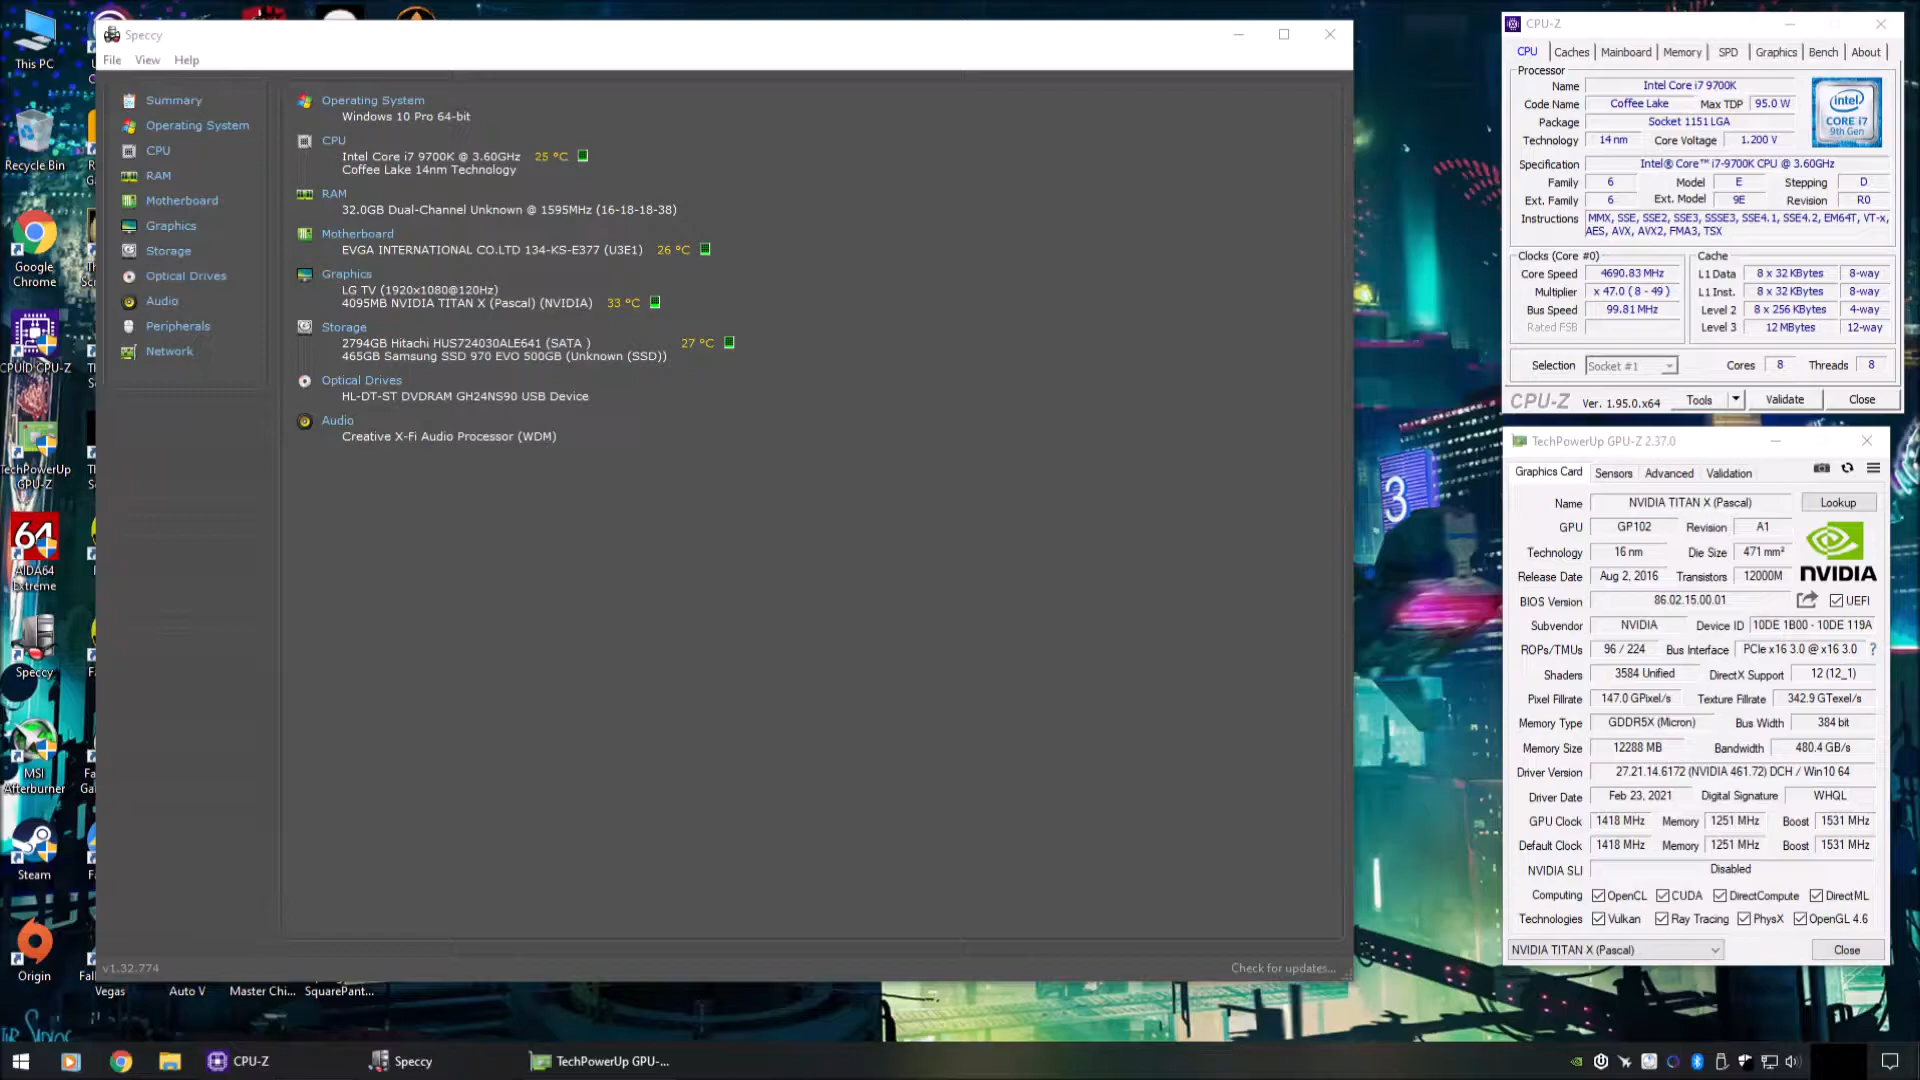 This PC
Recycle Bin
Google
Chrome
CPUID CPU-Z
TechPowerUp
GPU-Z
64
AIDA64
Extreme
Speccy
MSI
Afterburner
Steam
Origin
Vegas
Auto V
Master Chi...
SquarePant...
Speccy
File View Help
Summary
Operating System
CPU
RAM
Motherboard
Graphics
Storage
Optical Drives
Audio
Peripherals
Network
Operating System
Windows 10 Pro 64-bit
CPU
Intel Core i7 9700K @ 3.60GHz 25 °C
Coffee Lake 14nm Technology
RAM
32.0GB Dual-Channel Unknown @ 1595MHz (16-18-18-38)
Motherboard
EVGA INTERNATIONAL CO.LTD 134-KS-E377 (U3E1) 26 °C
Graphics
LG TV (1920x1080@120Hz)
4095MB NVIDIA TITAN X (Pascal) (NVIDIA) 33 °C
Storage
2794GB Hitachi HUS724030ALE641 (SATA ) 27 °C
465GB Samsung SSD 970 EVO 500GB (Unknown (SSD))
Optical Drives
HL-DT-ST DVDRAM GH24NS90 USB Device
Audio
Creative X-Fi Audio Processor (WDM)
v1.32.774
Check for updates...
3
CPU-Z
CPU Caches Mainboard Memory SPD Graphics Bench About
Processor
Name Intel Core i7 9700K
Code Name Coffee Lake Max TDP 95.0 W
Package Socket 1151 LGA
Technology 14 nm Core Voltage 1.200 V
intel
CORE i7
9th Gen
Specification Intel® Core™ i7-9700K CPU @ 3.60GHz
Family 6 Model E Stepping D
Ext. Family 6 Ext. Model 9E Revision R0
Instructions MMX, SSE, SSE2, SSE3, SSSE3, SSE4.1, SSE4.2, EM64T, VT-x,
AES, AVX, AVX2, FMA3, TSX
Clocks (Core #0) Cache
Core Speed 4690.83 MHz L1 Data 8 x 32 KBytes 8-way
Multiplier x 47.0 ( 8 - 49 ) L1 Inst. 8 x 32 KBytes 8-way
Bus Speed 99.81 MHz Level 2 8 x 256 KBytes 4-way
Rated FSB Level 3 12 MBytes 12-way
Selection Socket #1 Cores 8 Threads 8
CPU-Z Ver. 1.95.0.x64 Tools Validate Close
TechPowerUp GPU-Z 2.37.0
Graphics Card Sensors Advanced Validation
Name NVIDIA TITAN X (Pascal) Lookup
GPU GP102 Revision A1
Technology 16 nm Die Size 471 mm²
NVIDIA
Release Date Aug 2, 2016 Transistors 12000M
BIOS Version 86.02.15.00.01 UEFI
Subvendor NVIDIA Device ID 10DE 1B00 - 10DE 119A
ROPs/TMUs 96 / 224 Bus Interface PCIe x16 3.0 @ x16 3.0 ?
Shaders 3584 Unified DirectX Support 12 (12_1)
Pixel Fillrate 147.0 GPixel/s Texture Fillrate 342.9 GTexel/s
Memory Type GDDR5X (Micron) Bus Width 384 bit
Memory Size 12288 MB Bandwidth 480.4 GB/s
Driver Version 27.21.14.6172 (NVIDIA 461.72) DCH / Win10 64
Driver Date Feb 23, 2021 Digital Signature WHQL
GPU Clock 1418 MHz Memory 1251 MHz Boost 1531 MHz
Default Clock 1418 MHz Memory 1251 MHz Boost 1531 MHz
NVIDIA SLI Disabled
Computing OpenCL CUDA DirectCompute DirectML
Technologies Vulkan Ray Tracing PhysX OpenGL 4.6
NVIDIA TITAN X (Pascal) Close
CPU-Z
Speccy
TechPowerUp GPU-...